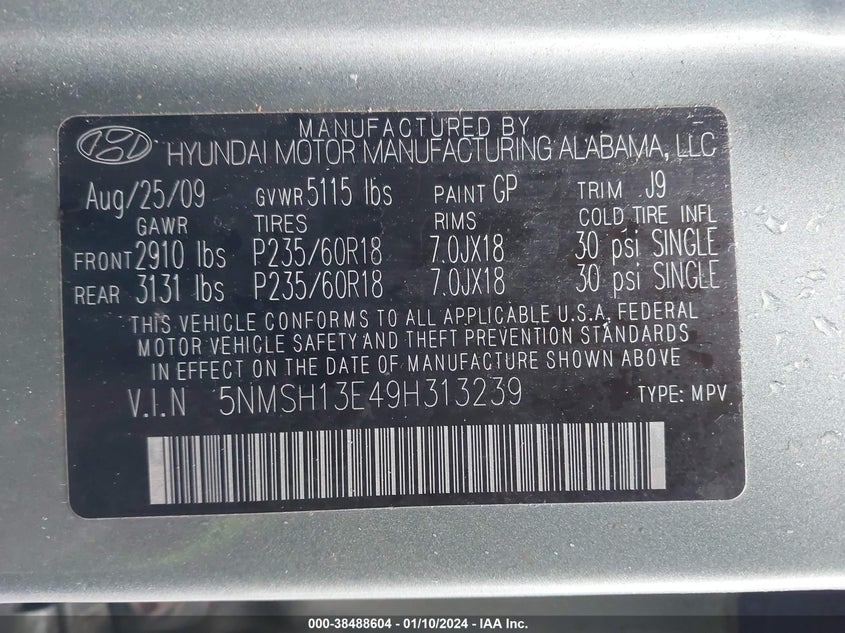 MANUFACTURED BY
HYUNDAI MOTOR MANUFACTURING ALABAMA, LLC
Aug/25/09 GVWR 5115 lbs PAINT GP TRIM J9
GAWR TIRES RIMS COLD TIRE INFL
FRONT 2910 lbs P235/60R18 7.0JX18 30 psi SINGLE
REAR 3131 lbs P235/60R18 7.0JX18 30 psi SINGLE
THIS VEHICLE CONFORMS TO ALL APPLICABLE U.S.A. FEDERAL
MOTOR VEHICLE SAFETY AND THEFT PREVENTION STANDARDS
IN EFFECT ON THE DATE OF MANUFACTURE SHOWN ABOVE.
V.I.N 5NMSH13E49H313239 TYPE: MPV
000-38488604 - 01/10/2024 - IAA Inc.